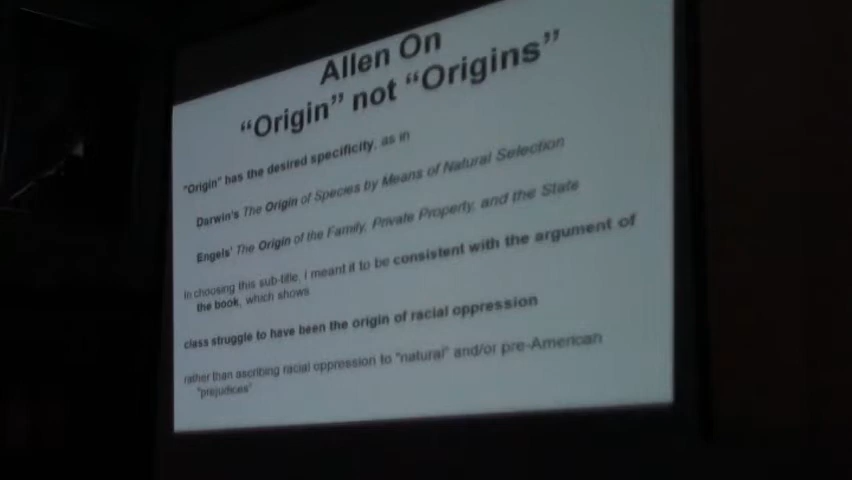 Allen On
“Origin” not “Origins”
“Origin” has the desired specificity, as in
Darwin's The Origin of Species by Means of Natural Selection
Engels' The Origin of the Family, Private Property, and the State
In choosing this sub-title, I meant it to be consistent with the argument of
the book, which shows
class struggle to have been the origin of racial oppression
rather than ascribing racial oppression to "natural" and/or pre-American
"prejudices"